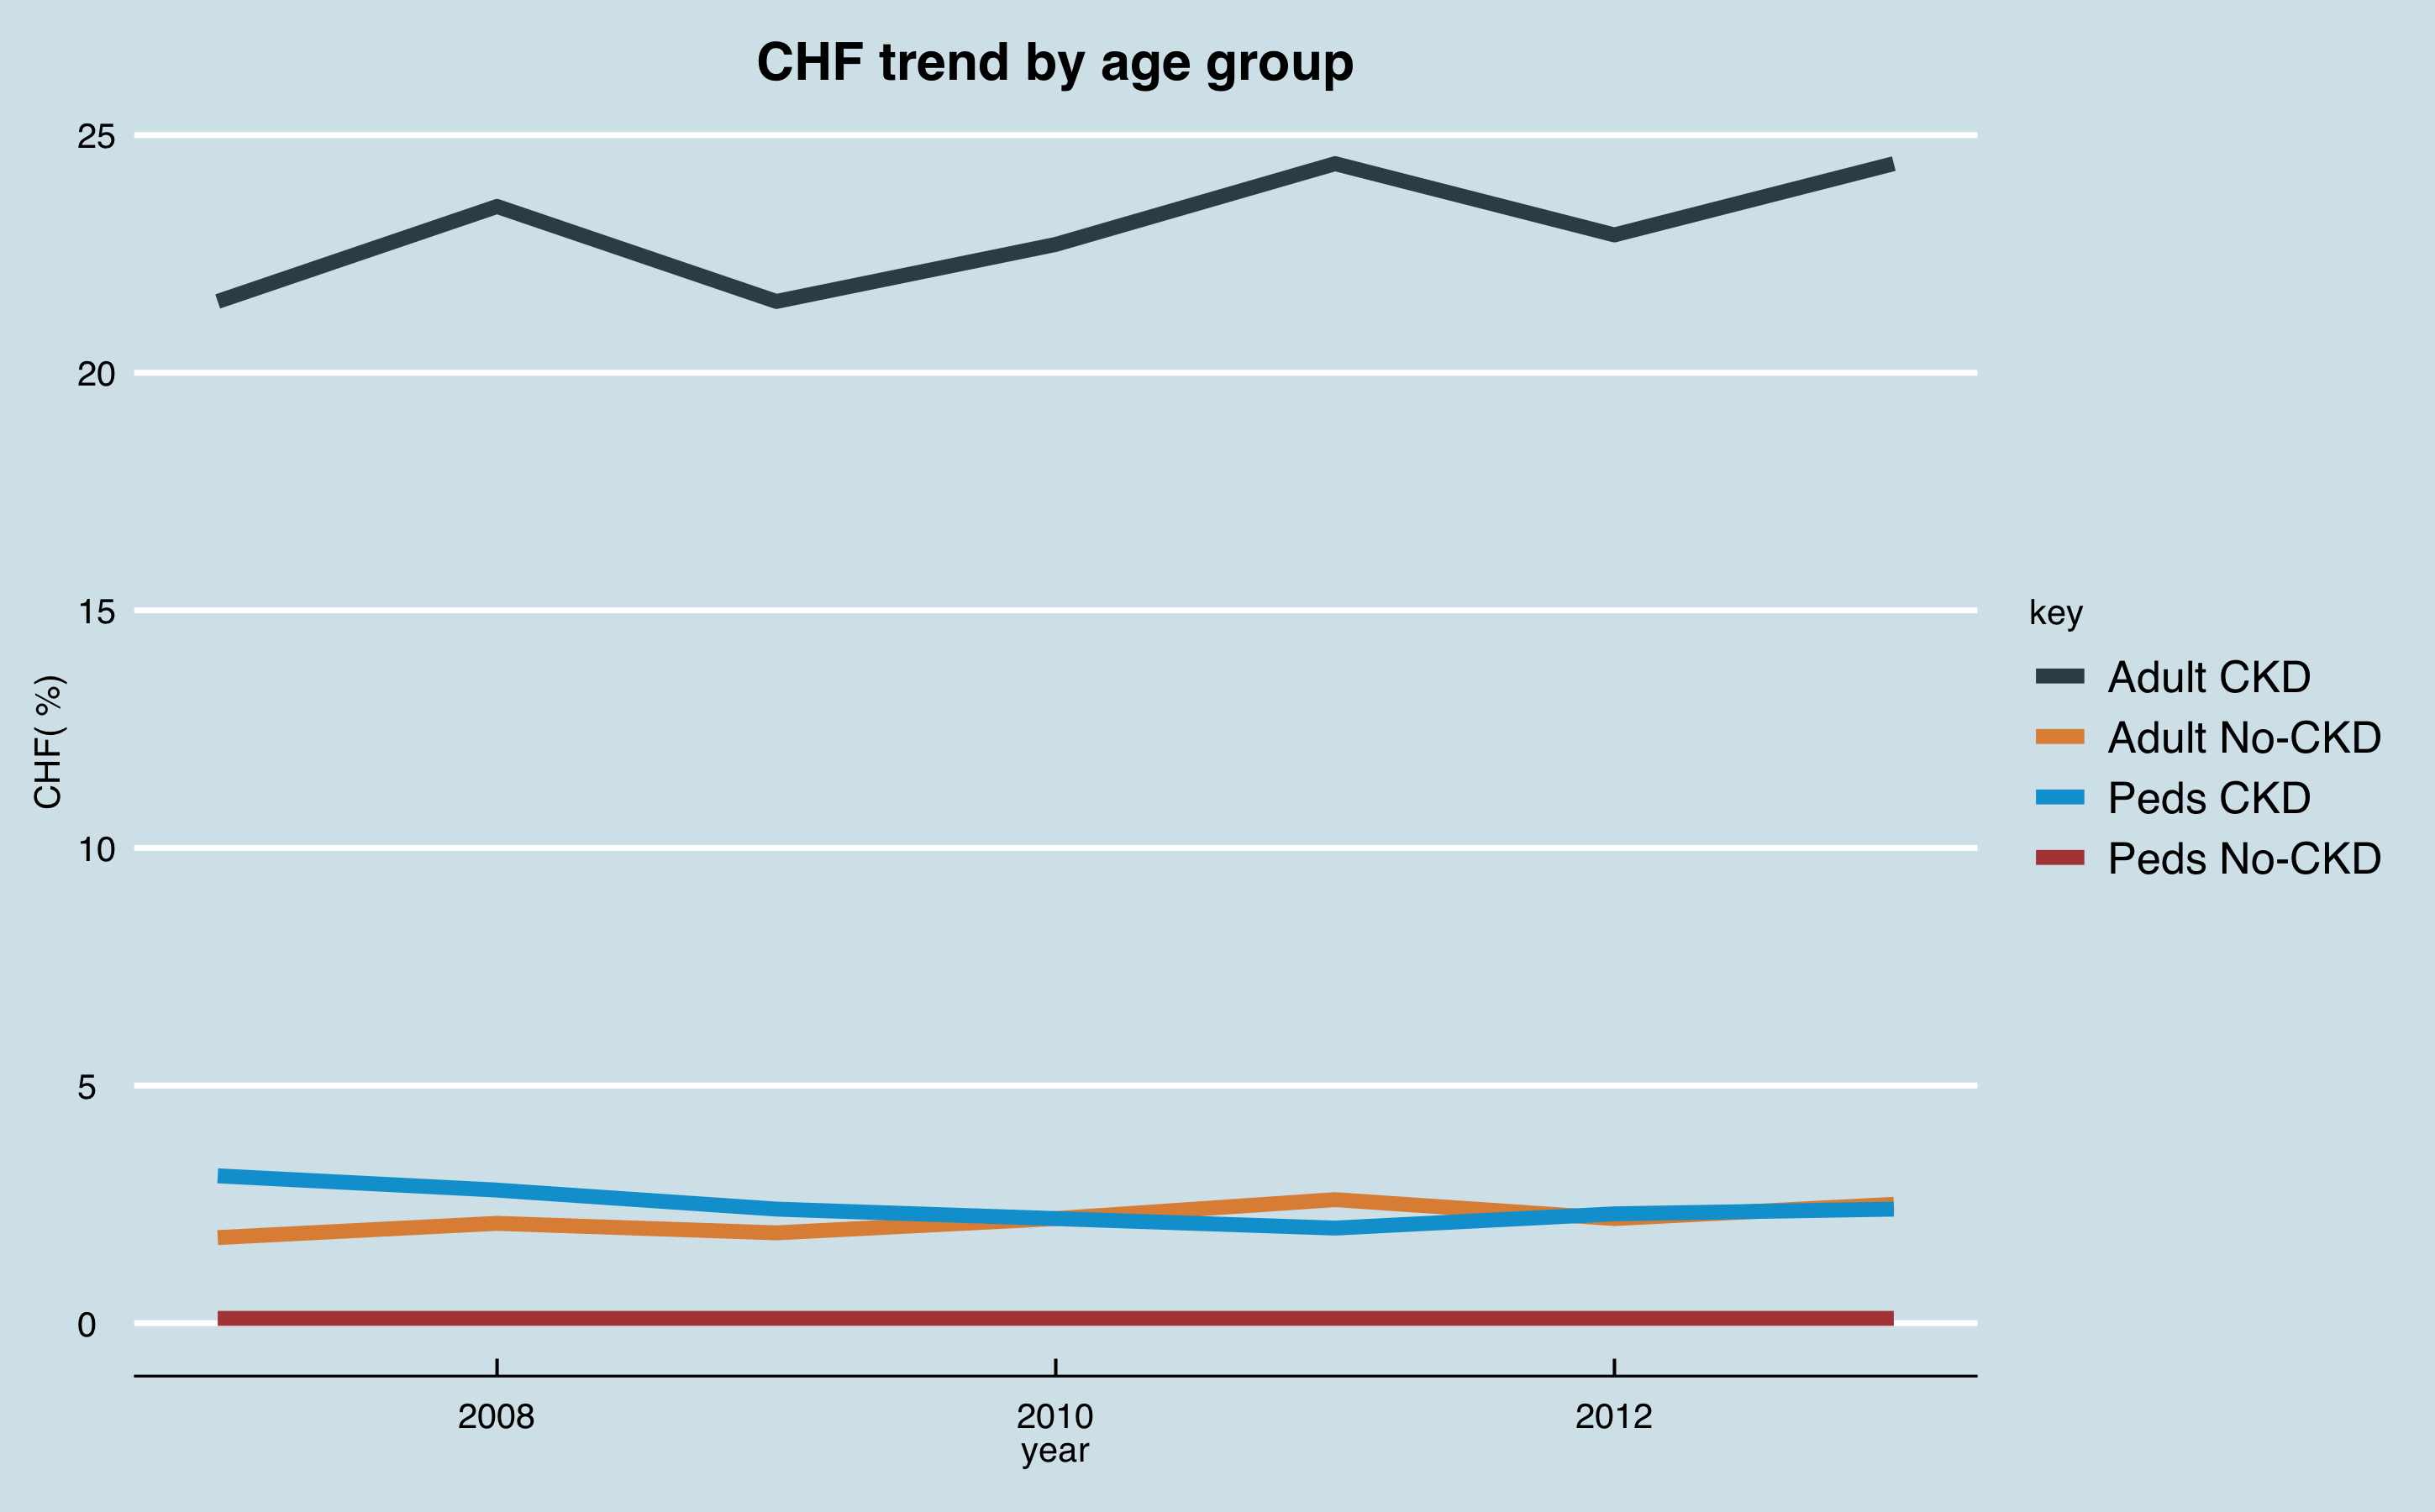 CHF trend by age group
25
20
15
10
5
0
CHF( %)
2008
2010
2012
year
key
Adult CKD
Adult No-CKD
Peds CKD
Peds No-CKD